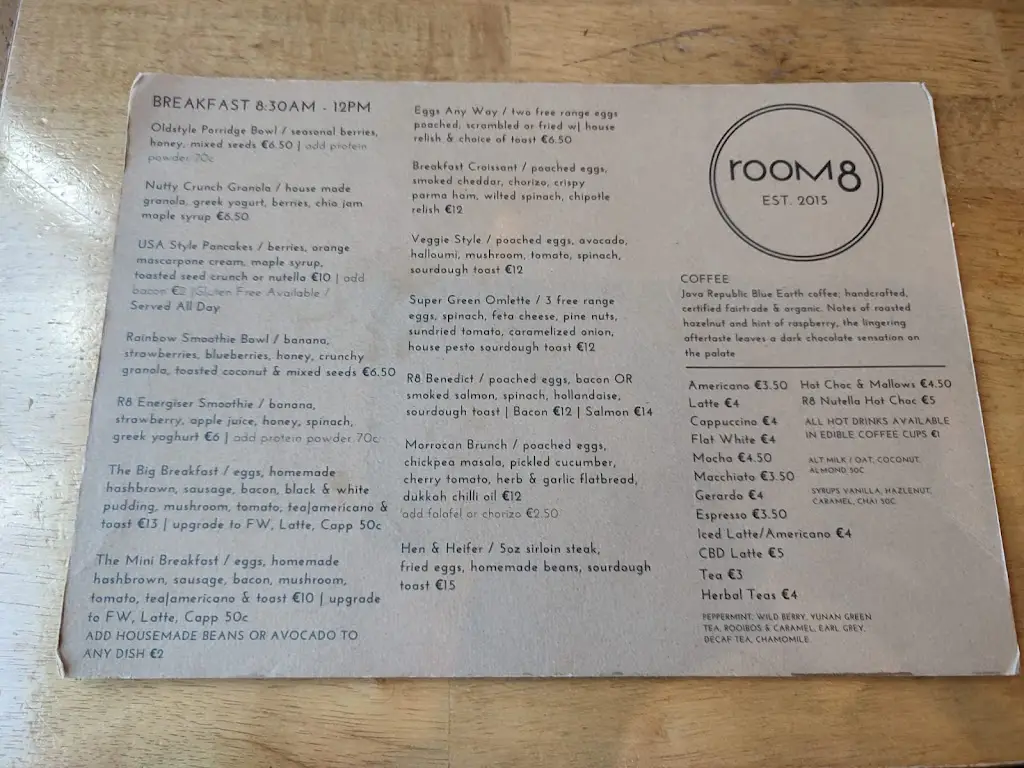 BREAKFAST 8:30AM - 12PM
Oldstyle Porridge Bowl / seasonal berries,
honey, mixed seeds €6.50 | add protein
powder 70c
Nutty Crunch Granola / house made
granola, greek yogurt, berries, chia jam
maple syrup €6.50
USA Style Pancakes / berries, orange
mascarpone cream, maple syrup,
toasted seed crunch or nutella €10 | add
bacon €2 |Gluten Free Available /
Served All Day
Rainbow Smoothie Bowl / banana,
strawberries, blueberries, honey, crunchy
granola, toasted coconut & mixed seeds €6.50
R8 Energiser Smoothie / banana,
strawberry, apple juice, honey, spinach,
greek yoghurt €6 | add protein powder 70c
The Big Breakfast / eggs, homemade
hashbrown, sausage, bacon, black & white
pudding, mushroom, tomato, tea|americano &
toast €13 | upgrade to FW, Latte, Capp 50c
The Mini Breakfast / eggs, homemade
hashbrown, sausage, bacon, mushroom,
tomato, tea|americano & toast €10 | upgrade
to FW, Latte, Capp 50c
ADD HOUSEMADE BEANS OR AVOCADO TO
ANY DISH €2
Eggs Any Way / two free range eggs
poached, scrambled or fried w| house
relish & choice of toast €6.50
Breakfast Croissant / poached eggs,
smoked cheddar, chorizo, crispy
parma ham, wilted spinach, chipotle
relish €12
Veggie Style / poached eggs, avocado,
halloumi, mushroom, tomato, spinach,
sourdough toast €12
Super Green Omlette / 3 free range
eggs, spinach, feta cheese, pine nuts,
sundried tomato, caramelized onion,
house pesto sourdough toast €12
R8 Benedict / poached eggs, bacon OR
smoked salmon, spinach, hollandaise,
sourdough toast | Bacon €12 | Salmon €14
Morrocan Brunch / poached eggs,
chickpea masala, pickled cucumber,
cherry tomato, herb & garlic flatbread,
dukkah chilli oil €12
add falafel or chorizo €2.50
Hen & Heifer / 5oz sirloin steak,
fried eggs, homemade beans, sourdough
toast €15
rOOM8
EST. 2015
COFFEE
Java Republic Blue Earth coffee; handcrafted,
certified fairtrade & organic. Notes of roasted
hazelnut and hint of raspberry, the lingering
aftertaste leaves a dark chocolate sensation on
the palate
Americano €3.50
Latte €4
Cappuccino €4
Flat White €4
Mocha €4.50
Macchiato €3.50
Gerardo €4
Espresso €3.50
Iced Latte/Americano €4
CBD Latte €5
Tea €3
Herbal Teas €4
PEPPERMINT, WILD BERRY, YUNAN GREEN
TEA, ROOIBOS & CARAMEL, EARL GREY,
DECAF TEA, CHAMOMILE.
Hot Choc & Mallows €4.50
R8 Nutella Hot Choc €5
ALL HOT DRINKS AVAILABLE
IN EDIBLE COFFEE CUPS €1
ALT MILK / OAT, COCONUT,
ALMOND 50C
SYRUPS VANILLA, HAZLENUT,
CARAMEL, CHAI 50C